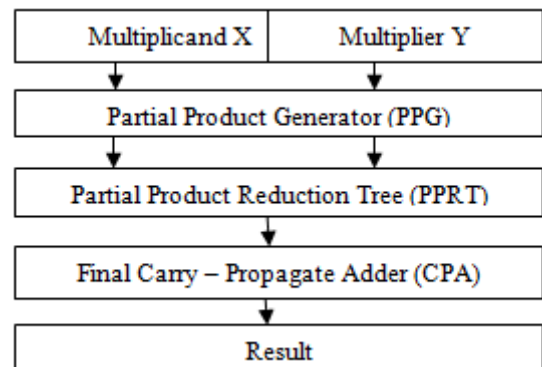 Multiplicand X Multiplier Y
Partial Product Generator (PPG)
Partial Product Reduction Tree (PPRT)
Final Carry – Propagate Adder (CPA)
Result